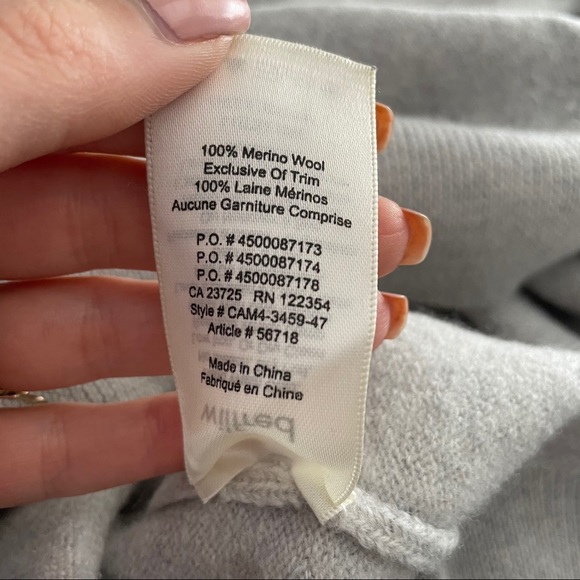 100% Merino Wool
Exclusive Of Trim
100% Laine Mérinos
Aucune Garniture Comprise
P.O. # 4500087173
P.O. # 4500087174
P.O. # 4500087178
CA 23725 RN 122354
Style # CAM4-3459-47
Article # 56718
Made in China
Fabriqué en Chine
wilfred